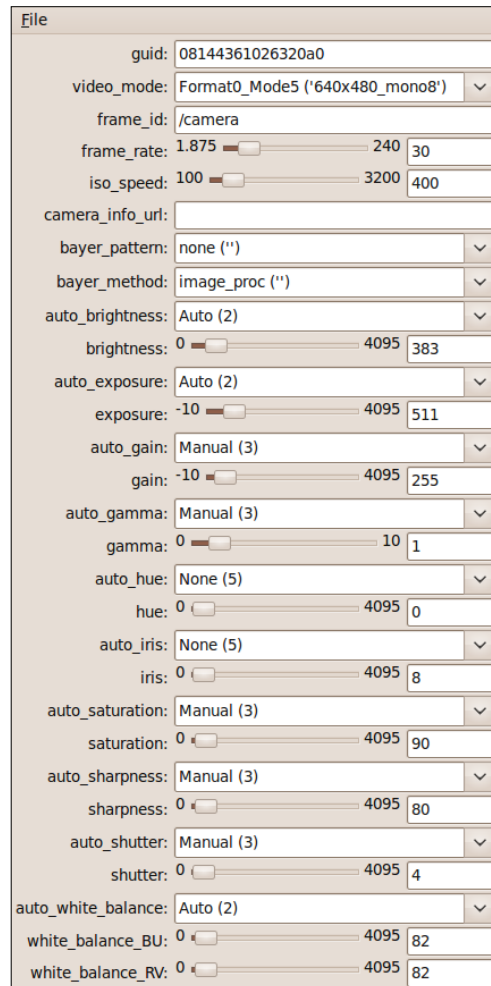 File
guid: 08144361026320a0
video_mode: Format0_Mode5 ('640x480_mono8')
frame_id: /camera
frame_rate: 1.875 240 30
iso_speed: 100 3200 400
camera_info_url:
bayer_pattern: none ('')
bayer_method: image_proc ('')
auto_brightness: Auto (2)
brightness: 0 4095 383
auto_exposure: Auto (2)
exposure: -10 4095 511
auto_gain: Manual (3)
gain: -10 4095 255
auto_gamma: Manual (3)
gamma: 0 10 1
auto_hue: None (5)
hue: 0 4095 0
auto_iris: None (5)
iris: 0 4095 8
auto_saturation: Manual (3)
saturation: 0 4095 90
auto_sharpness: Manual (3)
sharpness: 0 4095 80
auto_shutter: Manual (3)
shutter: 0 4095 4
auto_white_balance: Auto (2)
white_balance_BU: 0 4095 82
white_balance_RV: 0 4095 82